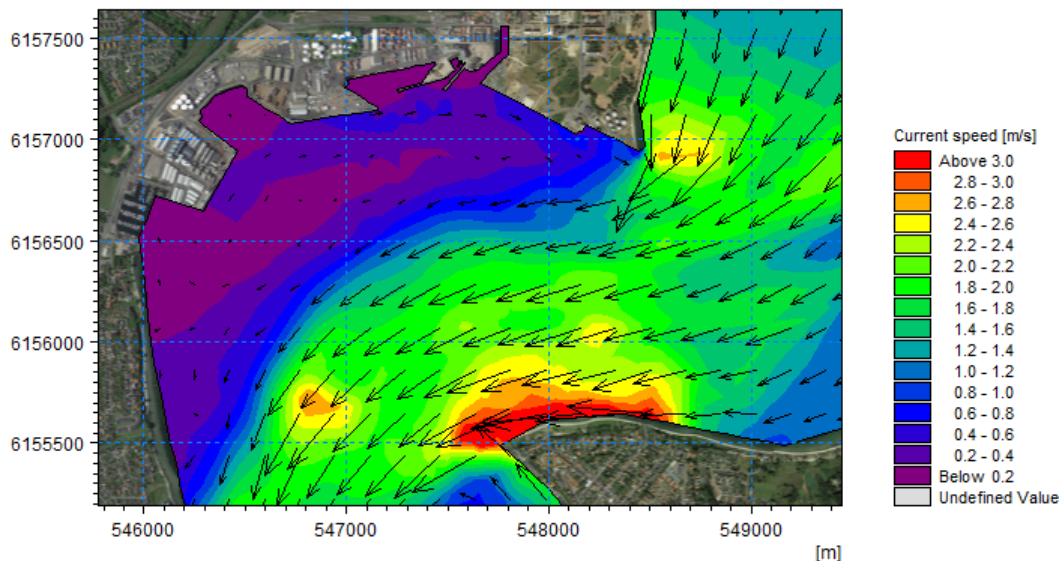 6157500
6157000
6156500
6156000
6155500
546000 547000 548000 549000
[m]
Current speed [m/s]
Above 3.0
2.8 - 3.0
2.6 - 2.8
2.4 - 2.6
2.2 - 2.4
2.0 - 2.2
1.8 - 2.0
1.6 - 1.8
1.4 - 1.6
1.2 - 1.4
1.0 - 1.2
0.8 - 1.0
0.6 - 0.8
0.4 - 0.6
0.2 - 0.4
Below 0.2
Undefined Value